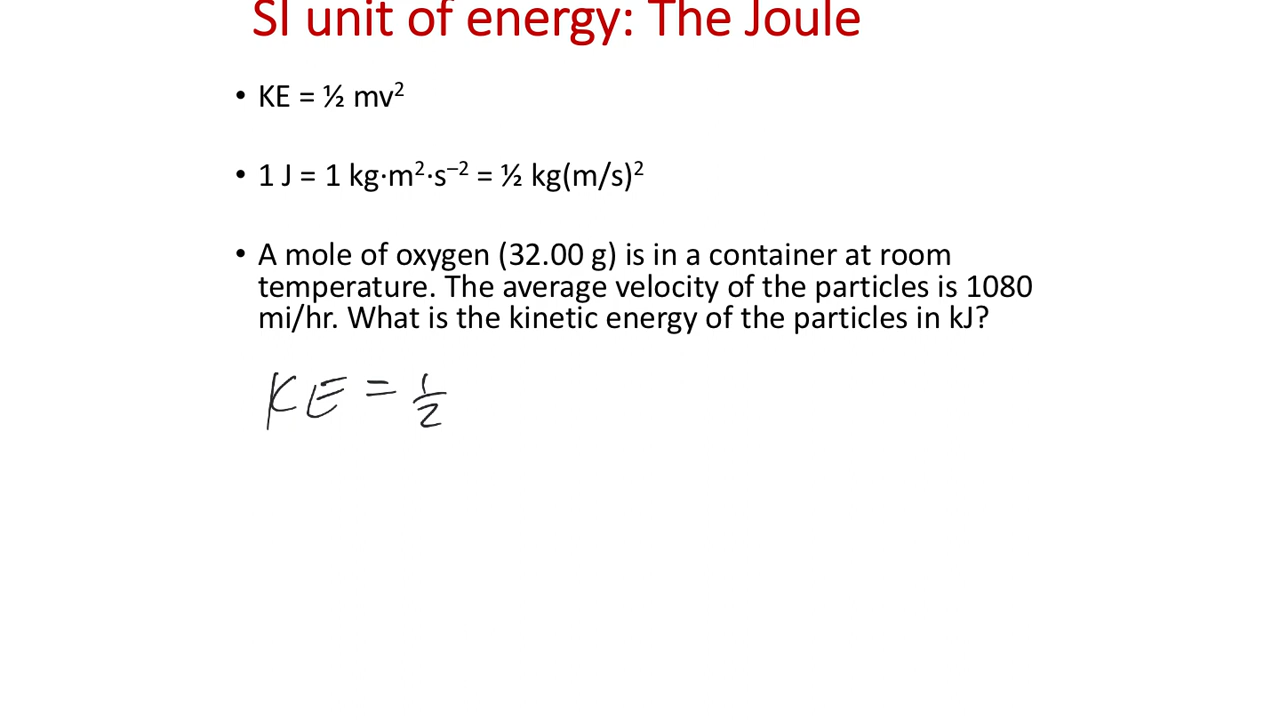 SI unit of energy: The Joule
• KE = ½ mv²
• 1 J = 1 kg·m²·s⁻² = ½ kg(m/s)²
• A mole of oxygen (32.00 g) is in a container at room
temperature. The average velocity of the particles is 1080
mi/hr. What is the kinetic energy of the particles in kJ?
KE = ½